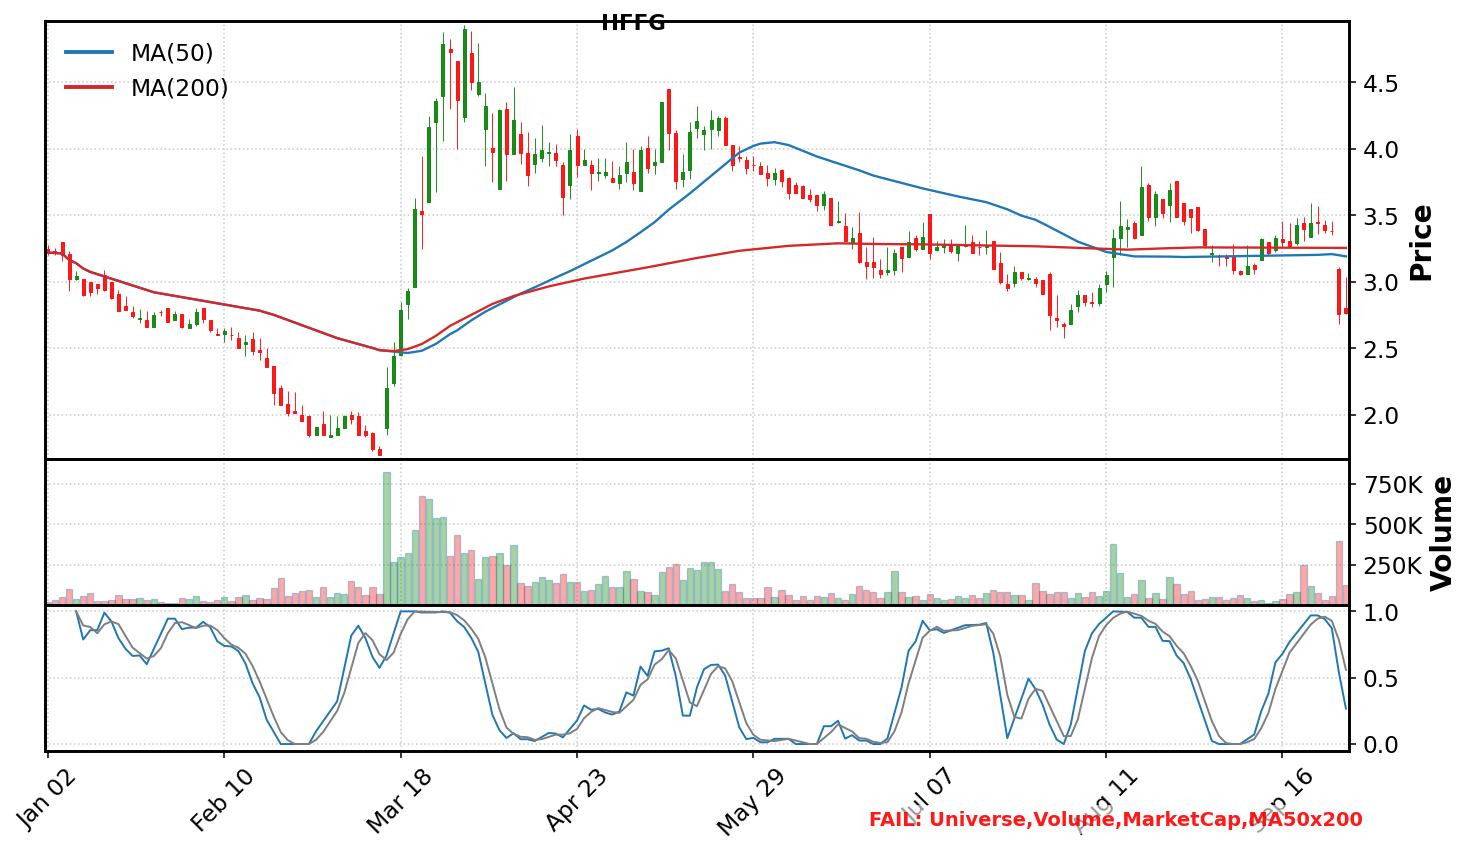 HFFG
MA(50)
MA(200)
4.5
4.0
3.5
3.0
2.5
2.0
Price
750K
500K
250K
Volume
1.0
0.5
0.0
Jan 02
Feb 10
Mar 18
Apr 23
May 29
Jul 07
Aug 11
Sep 16
FAIL: Universe,Volume,MarketCap,MA50x200